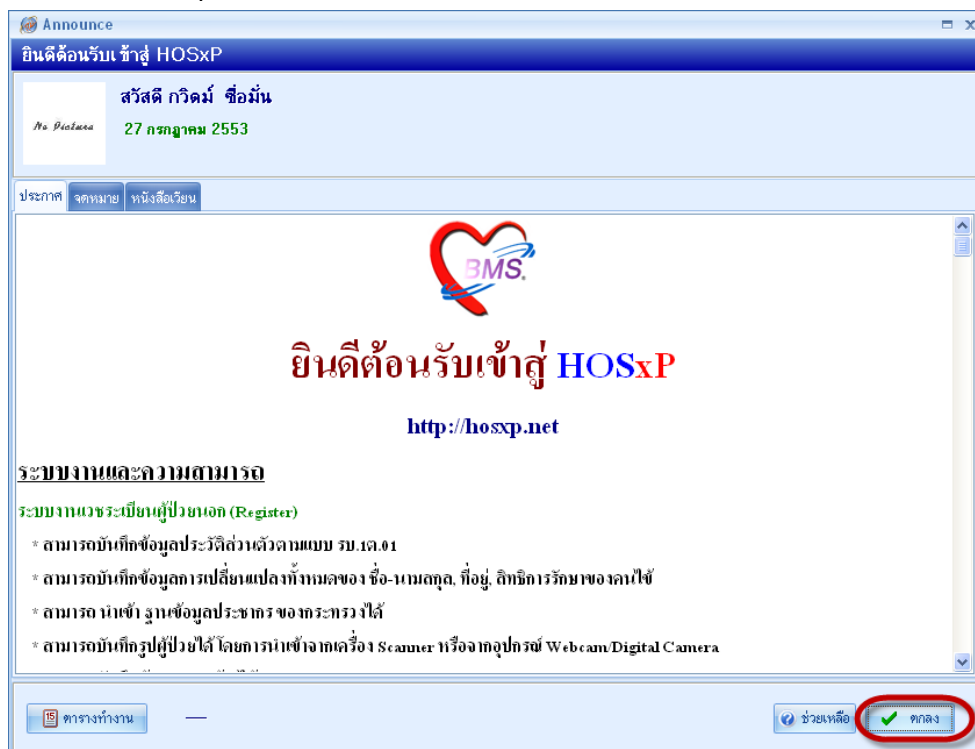 Announce
ยินดีต้อนรับเข้าสู่ HOSxP
สวัสดี กวิดม์ ชื่อมั่น
No Picture
27 กรกฎาคม 2553
ประกาศ จดหมาย หนังสือเวียน
BMS.
ยินดีต้อนรับเข้าสู่ HOSxP
http://hosxp.net
ระบบงานและความสามารถ
ระบบงานเวชระเบียนผู้ป่วยนอก (Register)
* สามารถบันทึกข้อมูลประวัติส่วนตัวตามแบบ รบ.1ต.01
* สามารถบันทึกข้อมูลการเปลี่ยนแปลงทั้งหมดของ ชื่อ-นามสกุล, ที่อยู่, สิทธิการรักษาของคนไข้
* สามารถ นำเข้า ฐานข้อมูลประชากร ของกระทรวงได้
* สามารถบันทึกรูปผู้ป่วยได้ โดยการนำเข้าจากเครื่อง Scanner หรือจากอุปกรณ์ Webcam/Digital Camera
15 ตารางทำงาน ช่วยเหลือ ตกลง